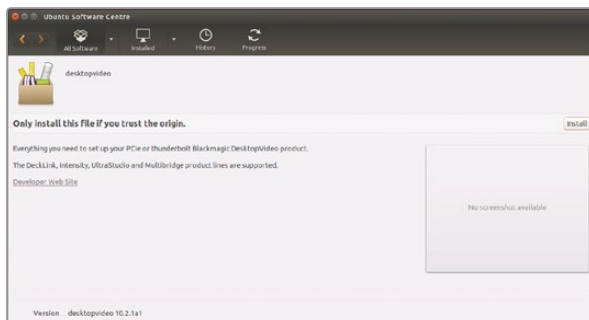 Ubuntu Software Centre
All Software
Installed
History
Progress
desktopvideo
Only install this file if you trust the origin.
Install
Everything you need to set up your PCIe or thunderbolt Blackmagic DesktopVideo product.
The DeckLink, Intensity, UltraStudio and Multibridge product lines are supported.
Developer Web Site
No screenshot available
Version desktopvideo 10.2.1a1